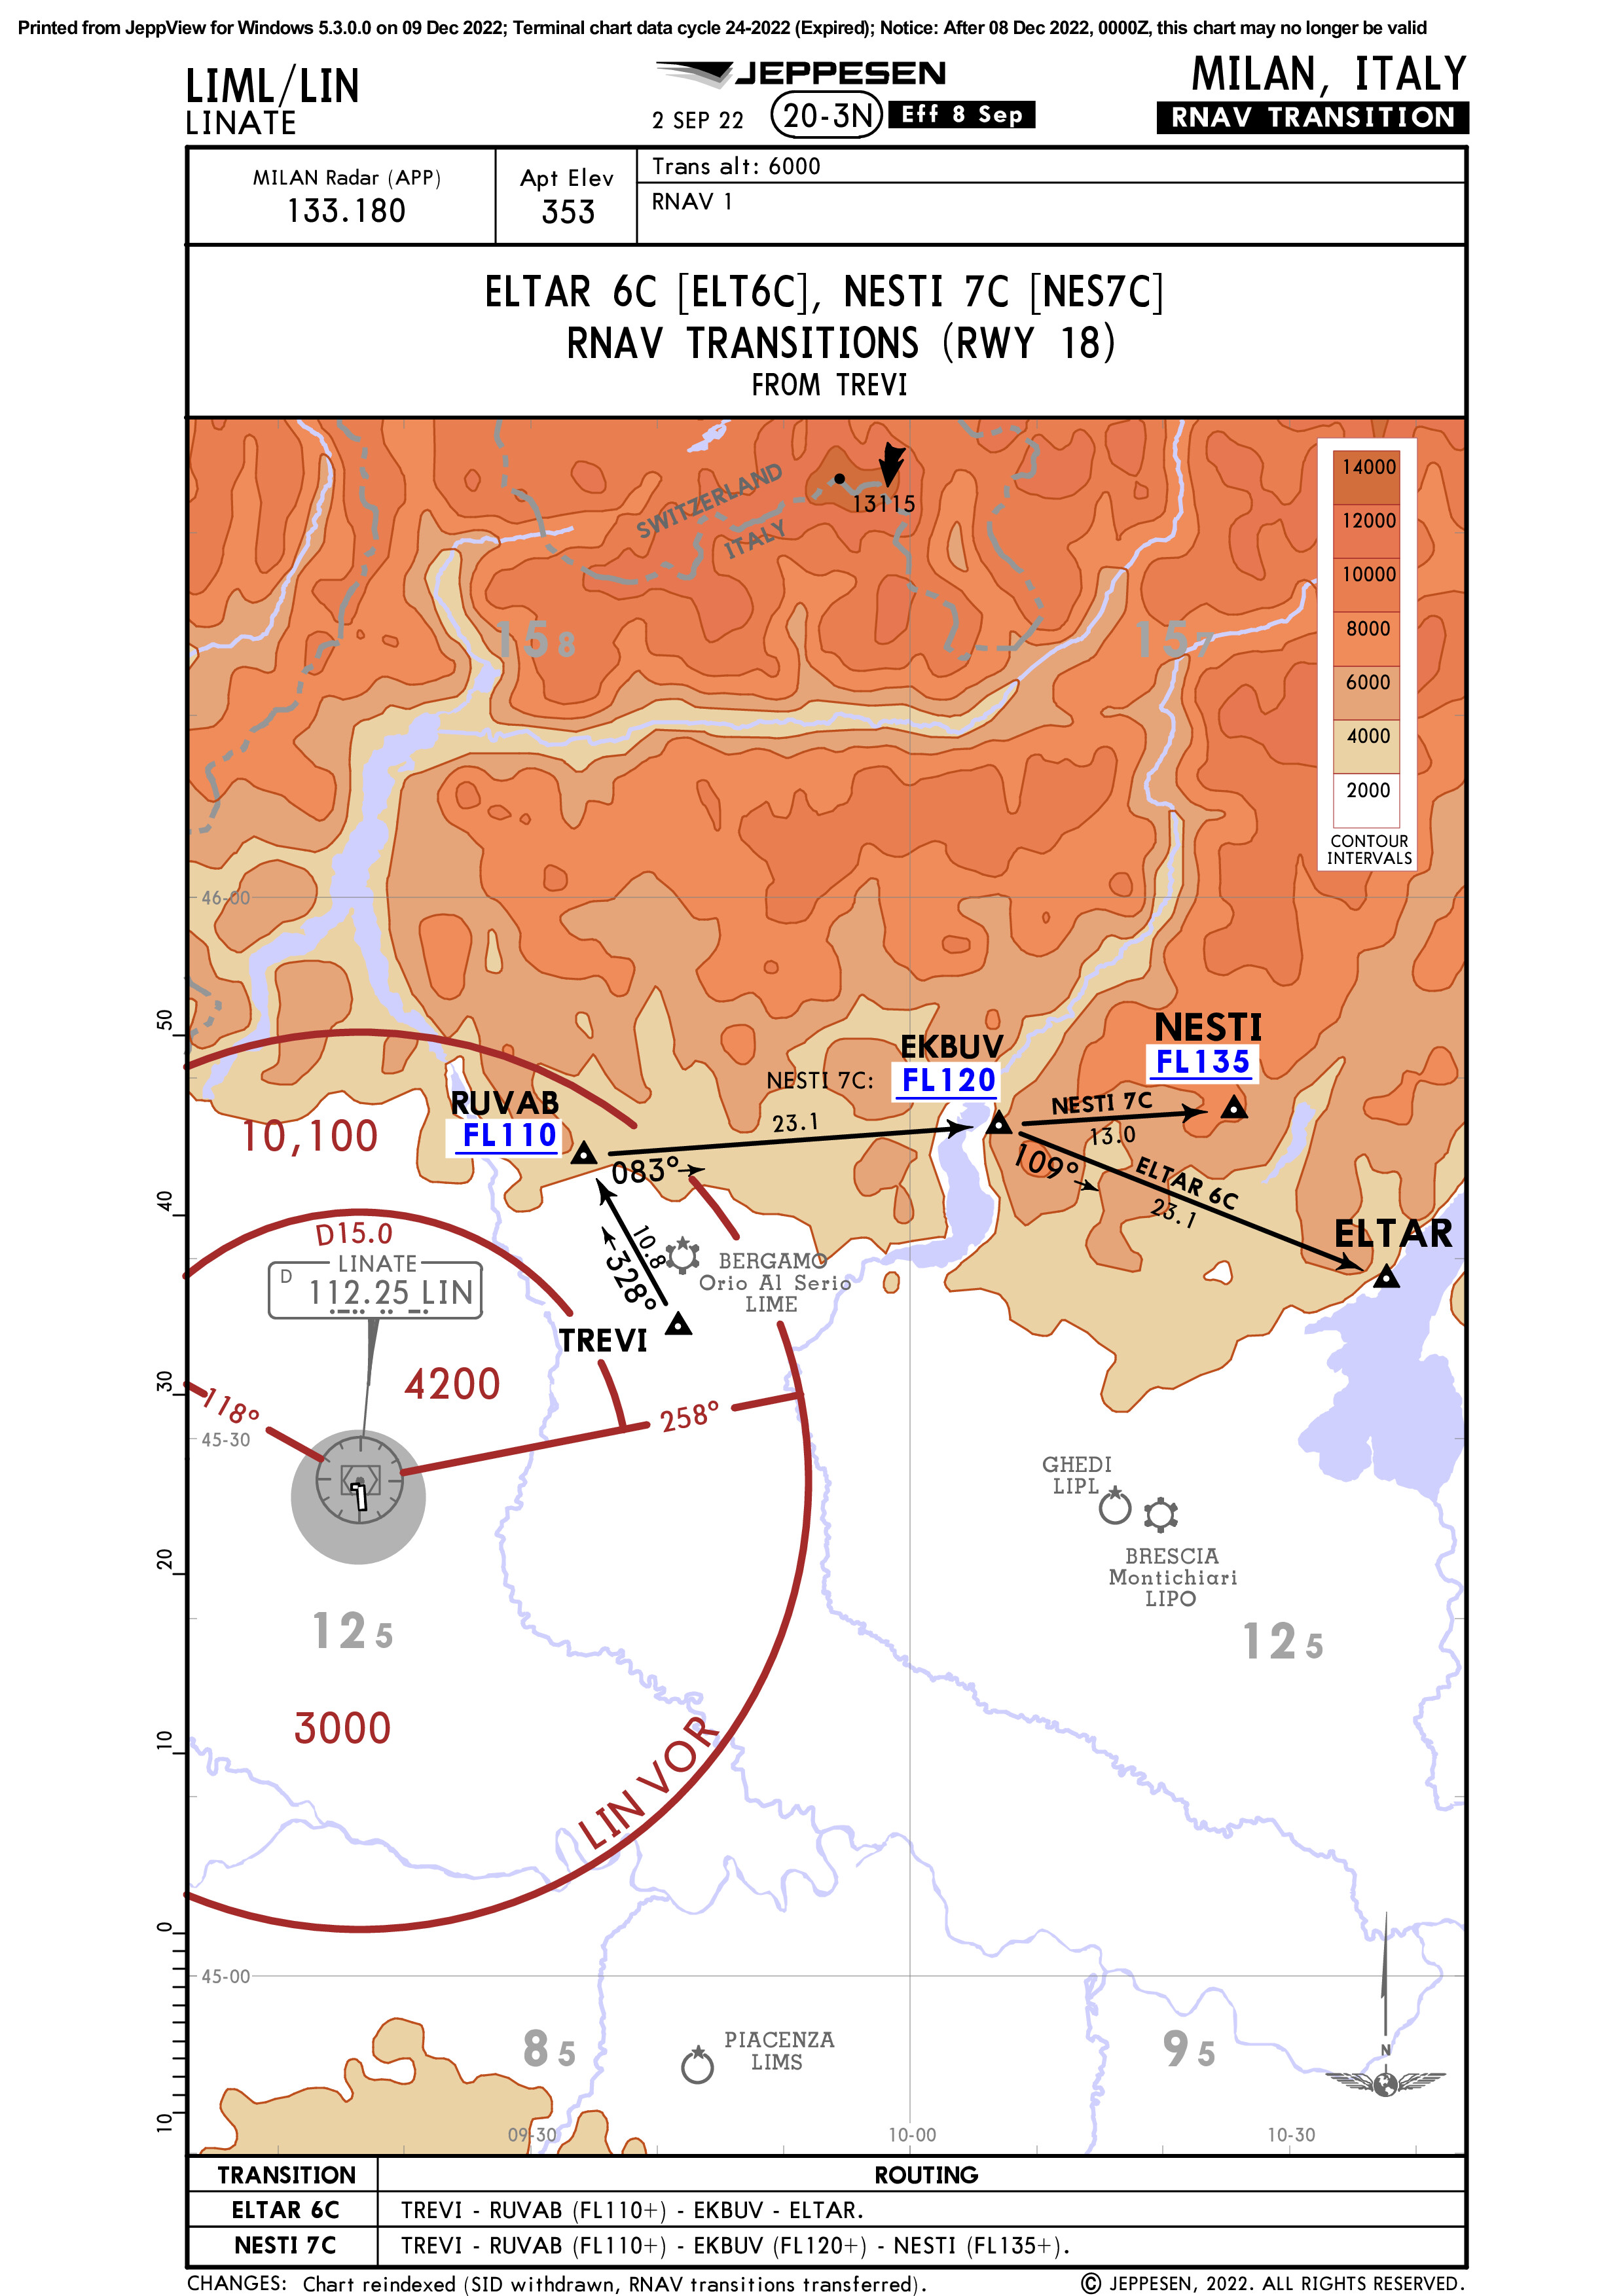 Printed from JeppView for Windows 5.3.0.0 on 09 Dec 2022; Terminal chart data cycle 24-2022 (Expired); Notice: After 08 Dec 2022, 0000Z, this chart may no longer be valid
LIML/LIN
LINATE
JEPPESEN
2 SEP 22
20-3N
Eff 8 Sep
MILAN, ITALY
RNAV TRANSITION
MILAN Radar (APP)
133.180
Apt Elev
353
Trans alt: 6000
RNAV 1
ELTAR 6C [ELT6C], NESTI 7C [NES7C]
RNAV TRANSITIONS (RWY 18)
FROM TREVI
14000
12000
10000
8000
6000
4000
2000
CONTOUR
INTERVALS
SWITZERLAND
ITALY
13115
158
157
46-00
50
40
30
20
10
0
10
NESTI
FL135
EKBUV
FL120
NESTI 7C:
23.1
RUVAB
FL110
083°
NESTI 7C
13.0
109°
ELTAR 6C
23.1
ELTAR
10,100
D15.0
LINATE
D 112.25 LIN
10.8
328°
BERGAMO
Orio Al Serio
LIME
TREVI
4200
118°
258°
45-30
GHEDI
LIPL
BRESCIA
Montichiari
LIPO
125
125
3000
LIN VOR
45-00
85
PIACENZA
LIMS
95
N
09-30
10-00
10-30
TRANSITION
ROUTING
ELTAR 6C
TREVI - RUVAB (FL110+) - EKBUV - ELTAR.
NESTI 7C
TREVI - RUVAB (FL110+) - EKBUV (FL120+) - NESTI (FL135+).
CHANGES: Chart reindexed (SID withdrawn, RNAV transitions transferred).
© JEPPESEN, 2022. ALL RIGHTS RESERVED.